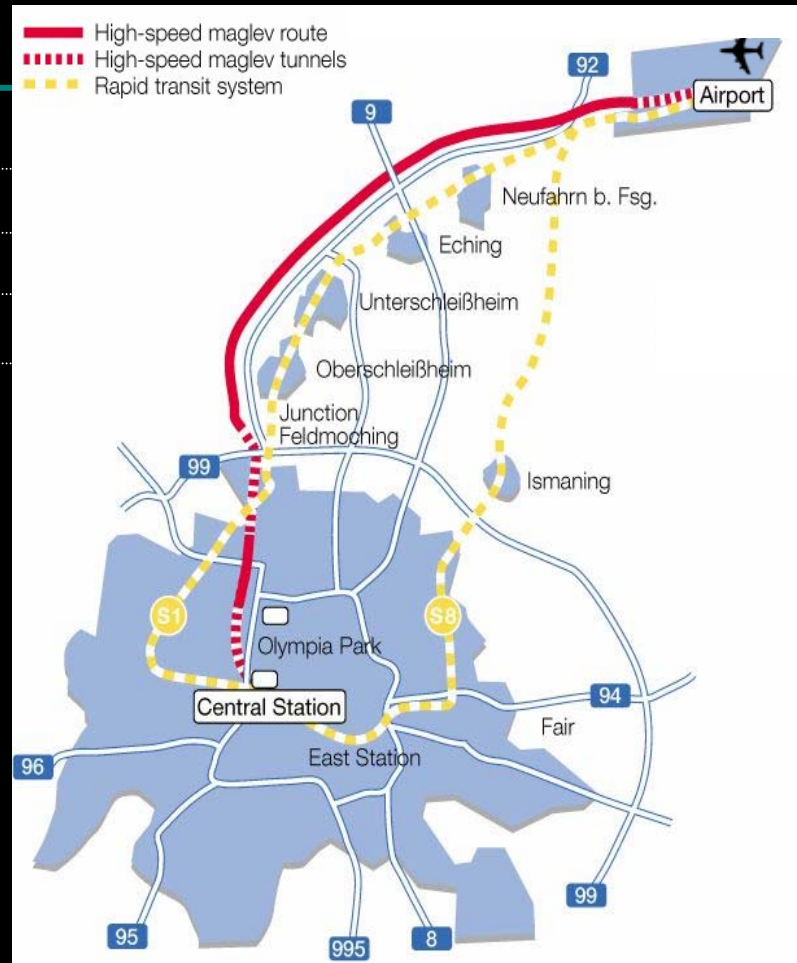 High-speed maglev route
High-speed maglev tunnels
Rapid transit system
92
Airport
9
Neufahrn b. Fsg.
Eching
Unterschleißheim
Oberschleißheim
Junction
Feldmoching
99
Ismaning
S1
S8
Olympia Park
Central Station
94
Fair
East Station
96
99
95
995
8